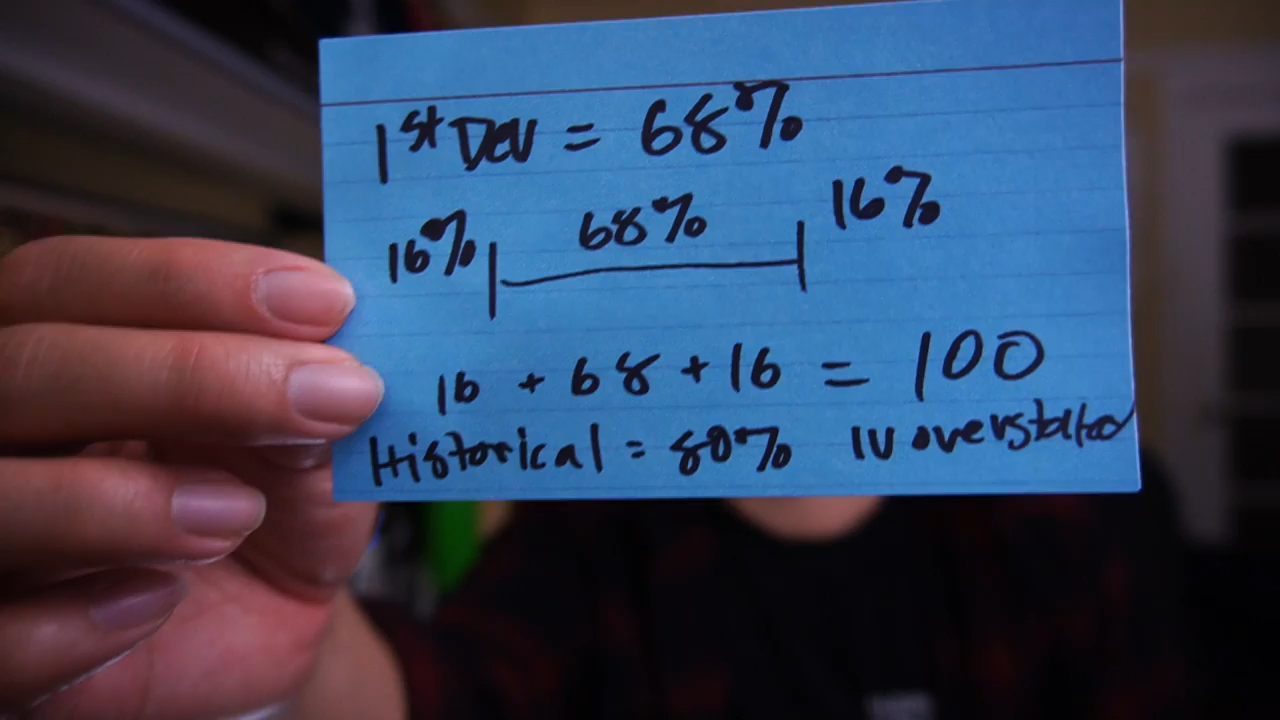 1st Dev = 68%
16% 68% 16%
16 + 68 + 16 = 100
Historical = 80% IV overstated